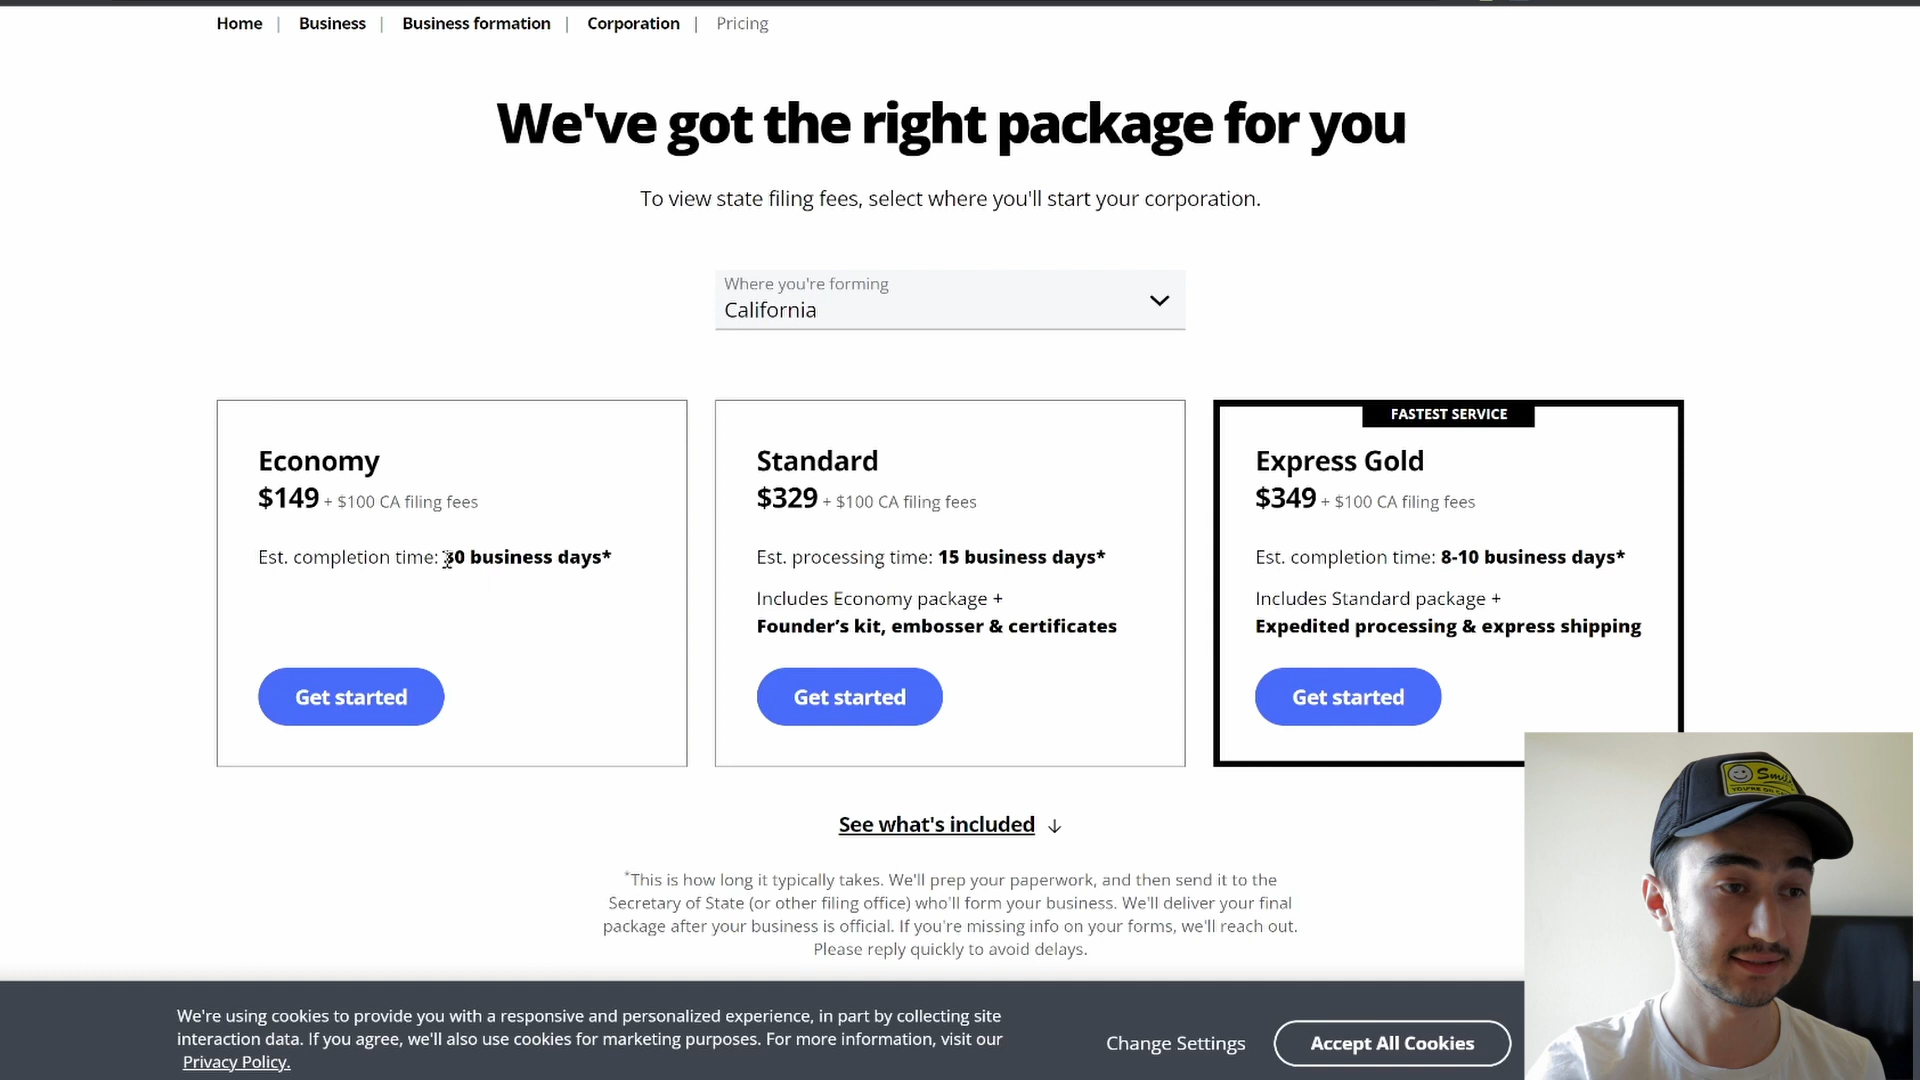 Home | Business | Business formation | Corporation | Pricing
We've got the right package for you
To view state filing fees, select where you'll start your corporation.
Where you're forming
California
Economy
$149 + $100 CA filing fees
Est. completion time: 30 business days*
Get started
Standard
$329 + $100 CA filing fees
Est. processing time: 15 business days*
Includes Economy package +
Founder's kit, embosser & certificates
Get started
FASTEST SERVICE
Express Gold
$349 + $100 CA filing fees
Est. completion time: 8-10 business days*
Includes Standard package +
Expedited processing & express shipping
Get started
See what's included ↓
*This is how long it typically takes. We'll prep your paperwork, and then send it to the
Secretary of State (or other filing office) who'll form your business. We'll deliver your final
package after your business is official. If you're missing info on your forms, we'll reach out.
Please reply quickly to avoid delays.
We're using cookies to provide you with a responsive and personalized experience, in part by collecting site
interaction data. If you agree, we'll also use cookies for marketing purposes. For more information, visit our
Privacy Policy.
Change Settings
Accept All Cookies
Smile
YOU'RE ON